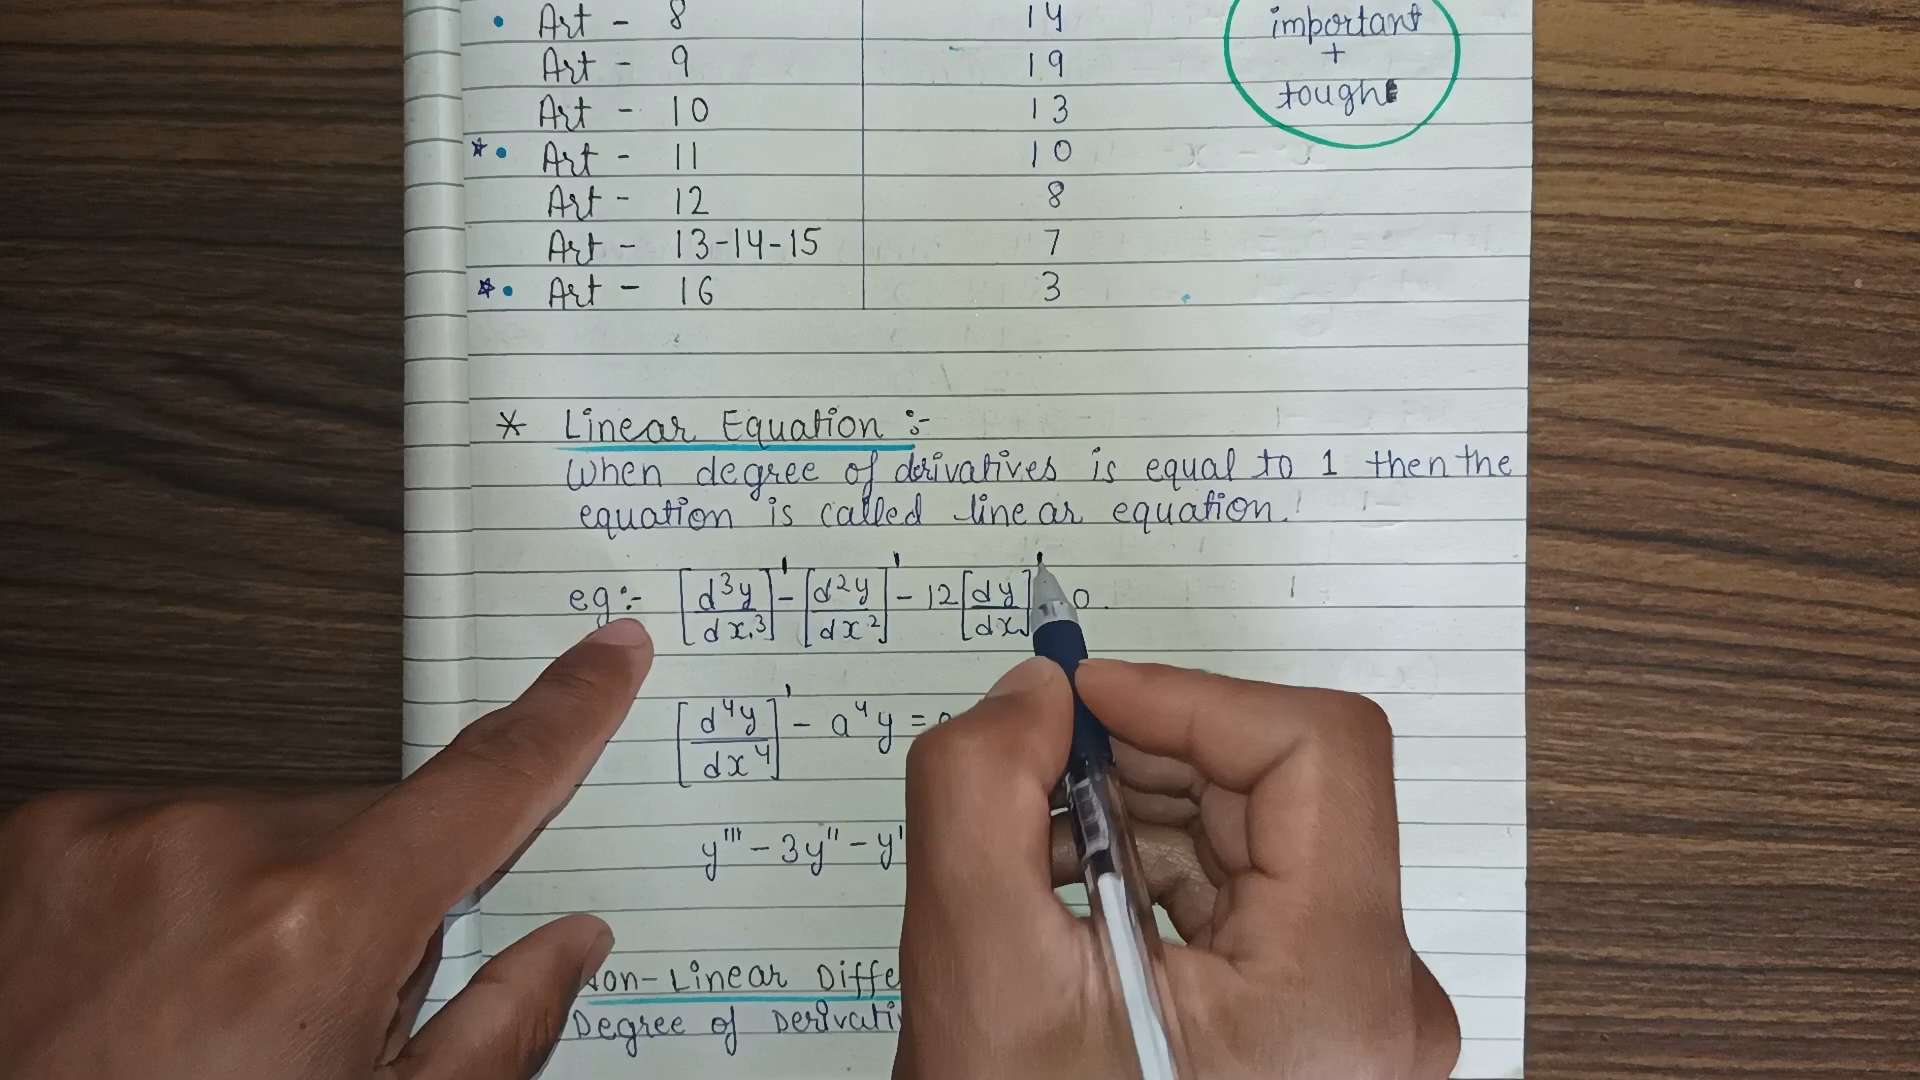 • Art - 8 14
Art - 9 19
Art - 10 13
☆• Art - 11 10
Art - 12 8
Art - 13-14-15 7
☆• Art - 16 3
important
+
tough
* Linear Equation :-
When degree of derivatives is equal to 1 then the
equation is called linear equation.
eg:- [d³y/dx³]¹ - [d²y/dx²]¹ - 12[dy/dx] 0.
[d⁴y/dx⁴]¹ - a⁴y =
y''' - 3y'' - y'
Non-Linear Diffe
Degree of Derivati